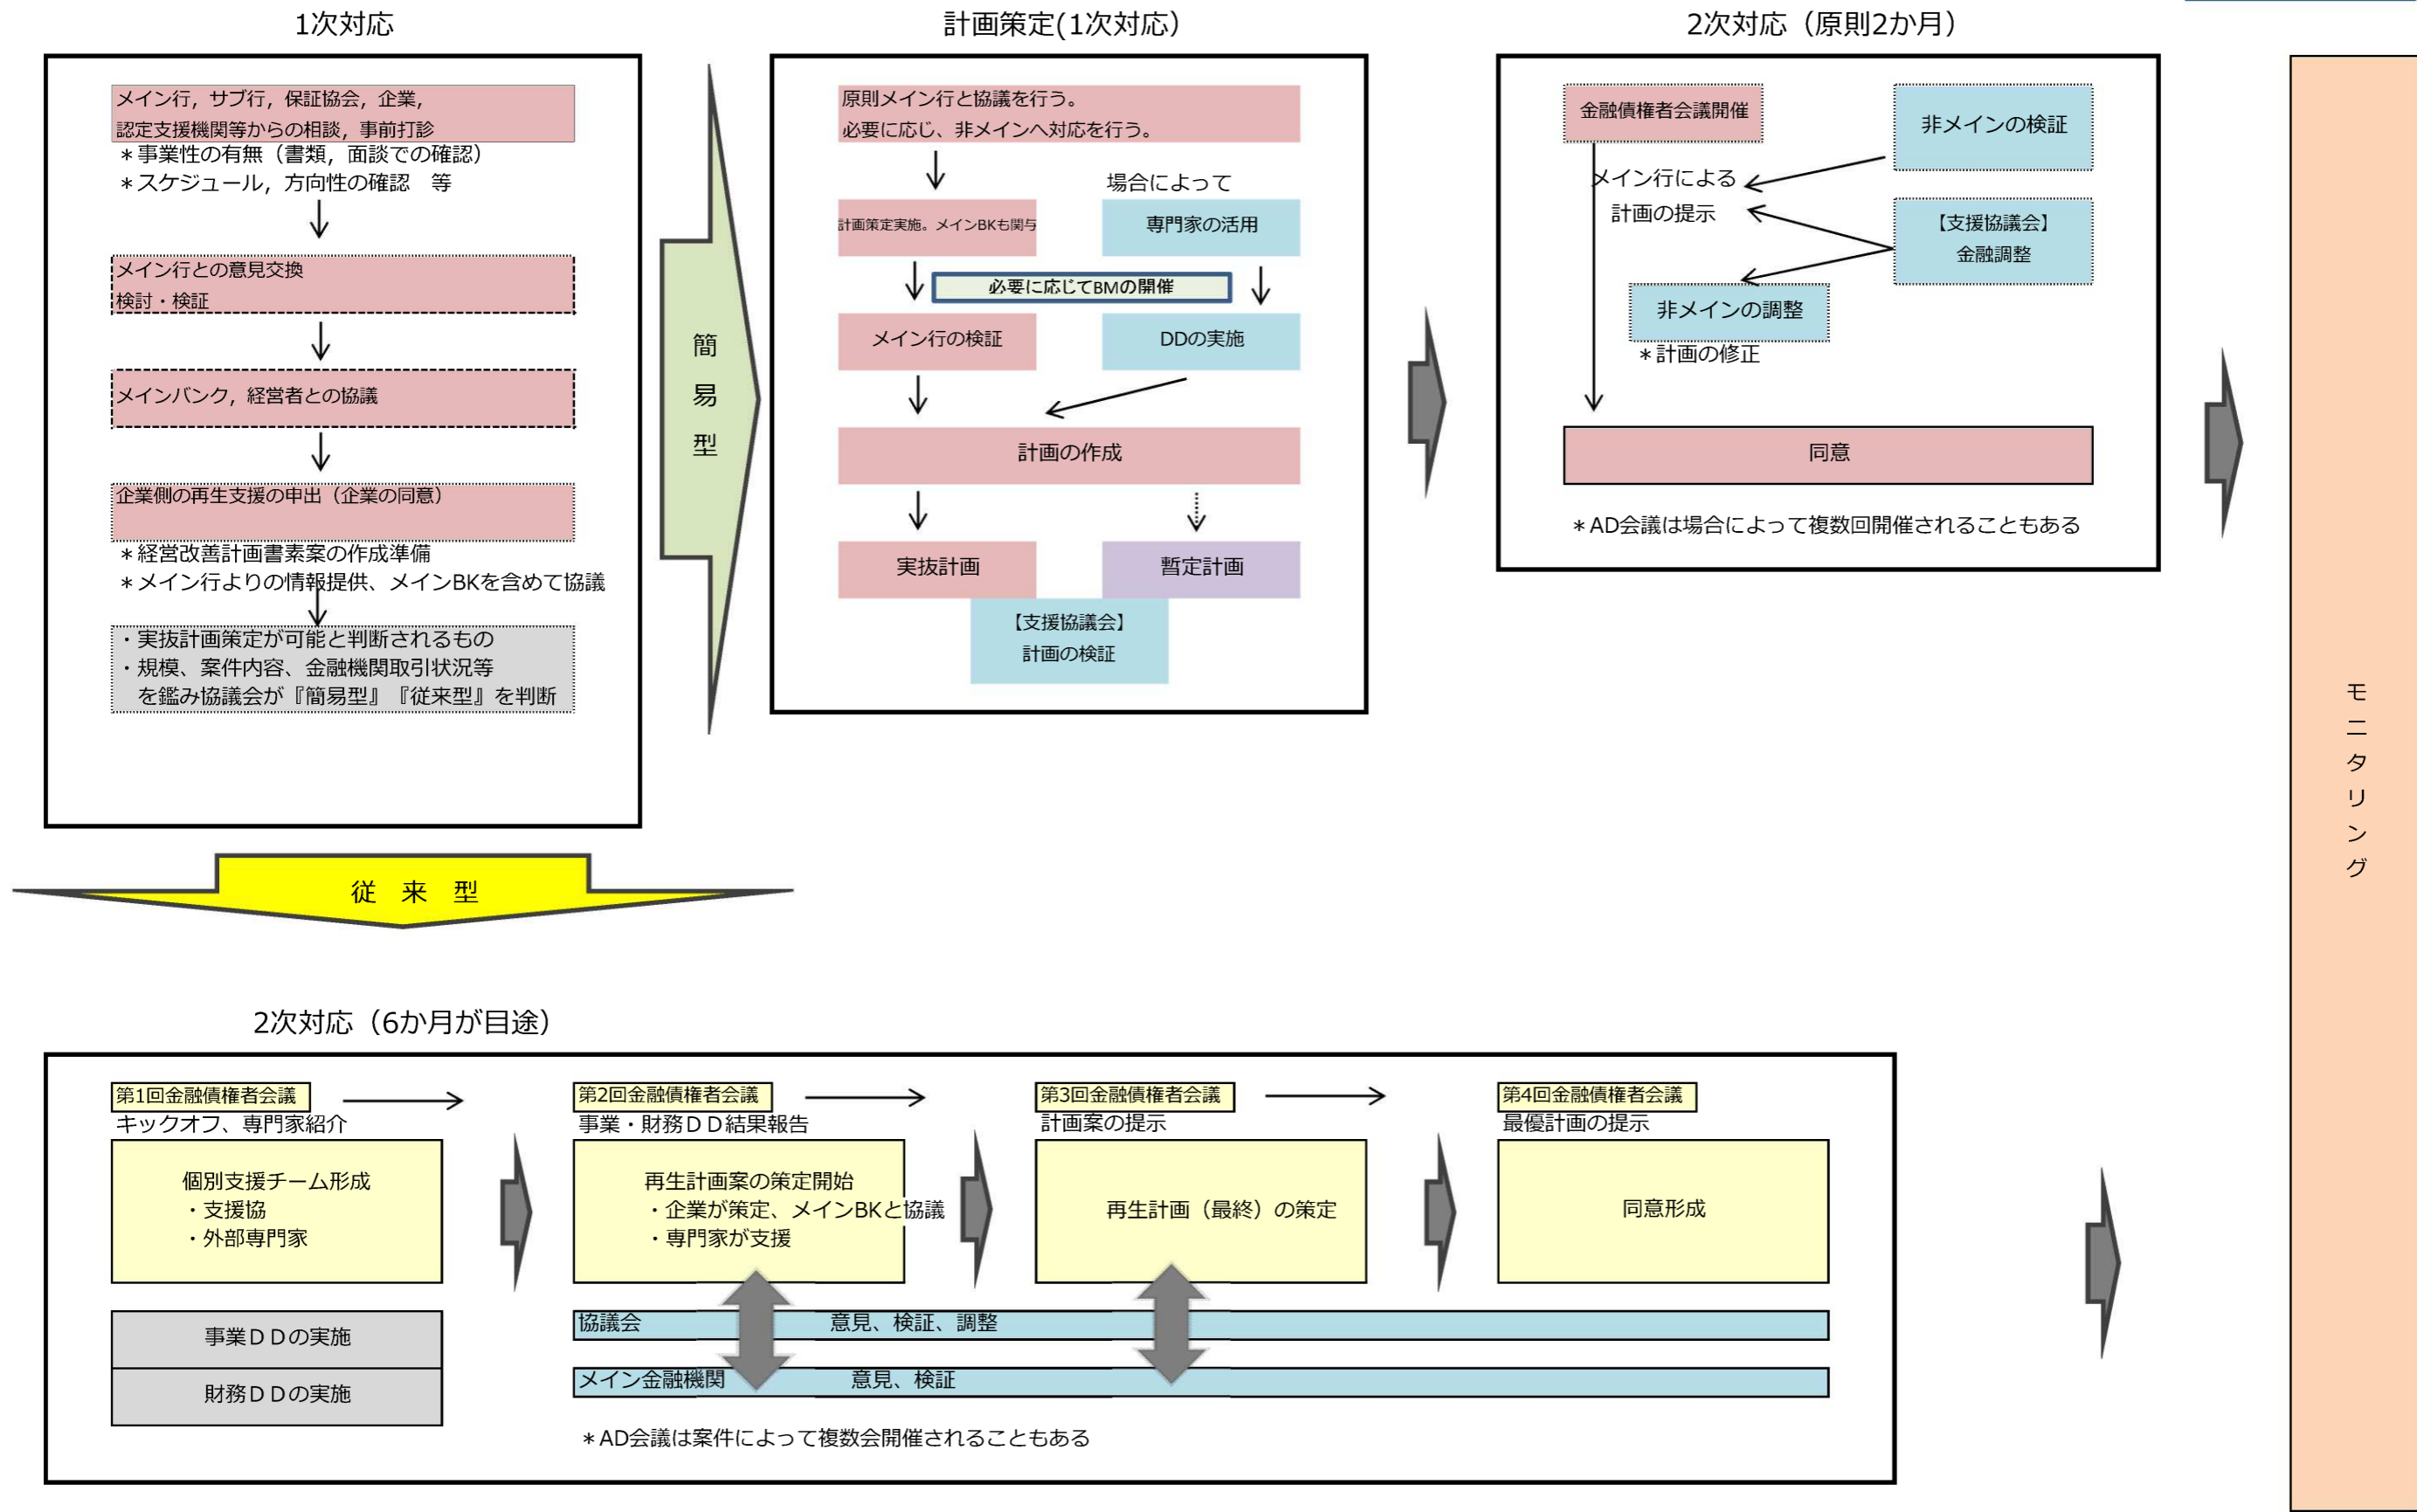 1次対応
メイン行，サブ行，保証協会，企業，
認定支援機関等からの相談，事前打診
＊事業性の有無（書類，面談での確認）
＊スケジュール，方向性の確認　等
メイン行との意見交換
検討・検証
メインバンク，経営者との協議
企業側の再生支援の申出（企業の同意）
＊経営改善計画書素案の作成準備
＊メイン行よりの情報提供、メインBKを含めて協議
・実抜計画策定が可能と判断されるもの
・規模、案件内容、金融機関取引状況等
を鑑み協議会が『簡易型』『従来型』を判断
簡易型
計画策定(1次対応）
原則メイン行と協議を行う。
必要に応じ、非メインへ対応を行う。
場合によって
計画策定実施。メインBKも関与
専門家の活用
必要に応じてBMの開催
メイン行の検証
DDの実施
計画の作成
実抜計画
暫定計画
【支援協議会】
計画の検証
2次対応（原則2か月）
金融債権者会議開催
非メインの検証
メイン行による
計画の提示
【支援協議会】
金融調整
非メインの調整
＊計画の修正
同意
＊AD会議は場合によって複数回開催されることもある
モニタリング
従　来　型
2次対応（6か月が目途）
第1回金融債権者会議
キックオフ、専門家紹介
個別支援チーム形成
・支援協
・外部専門家
事業ＤＤの実施
財務ＤＤの実施
第2回金融債権者会議
事業・財務ＤＤ結果報告
再生計画案の策定開始
・企業が策定、メインBKと協議
・専門家が支援
第3回金融債権者会議
計画案の提示
再生計画（最終）の策定
第4回金融債権者会議
最優計画の提示
同意形成
協議会　意見、検証、調整
メイン金融機関　意見、検証
＊AD会議は案件によって複数会開催されることもある